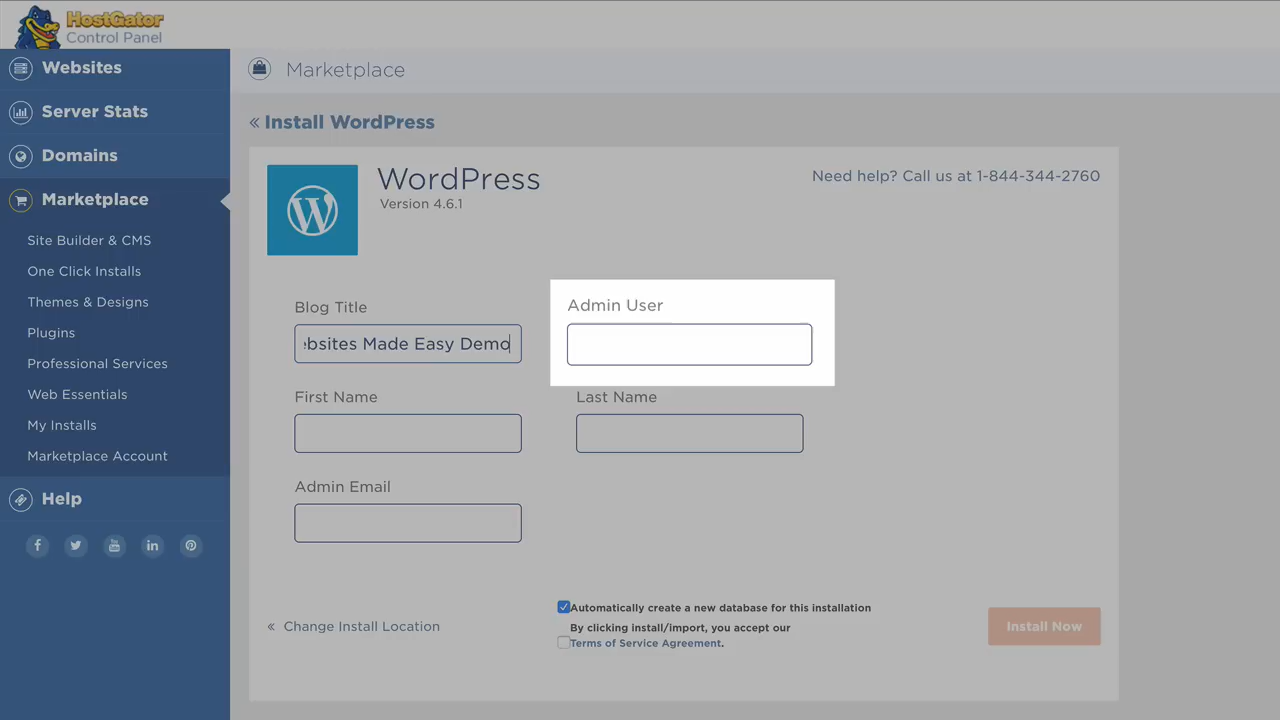 HostGator
Control Panel
Websites
Server Stats
Domains
Marketplace
Site Builder & CMS
One Click Installs
Themes & Designs
Plugins
Professional Services
Web Essentials
My Installs
Marketplace Account
Help
Marketplace
« Install WordPress
WordPress
Version 4.6.1
Need help? Call us at 1-844-344-2760
Blog Title
Admin User
ebsites Made Easy Demo
First Name
Last Name
Admin Email
« Change Install Location
Automatically create a new database for this installation
By clicking install/import, you accept our
Terms of Service Agreement.
Install Now